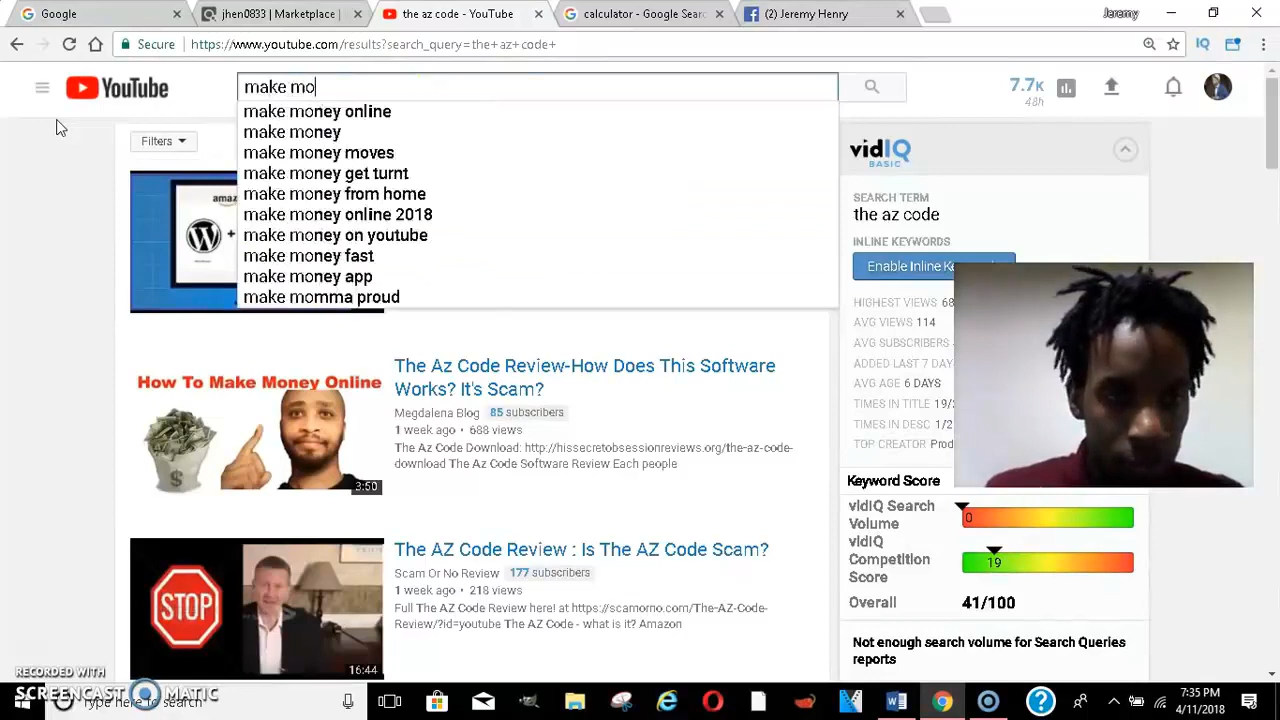 Google
jhen0833 | Marketplace
the az code - YouTube
calculator - Google Sear
(2) Jeremy Henry
Jeremy
Secure
https://www.youtube.com/results?search_query=the+az+code+
IQ
YouTube
make mo
7.7K
48h
make money online
make money
make money moves
make money get turnt
make money from home
make money online 2018
make money on youtube
make money fast
make money app
make momma proud
Filters
amaz
vidIQ
BASIC
SEARCH TERM
the az code
INLINE KEYWORDS
Enable Inline Ke
HIGHEST VIEWS 68
AVG VIEWS 114
AVG SUBSCRIBERS
ADDED LAST 7 DAY
AVG AGE 6 DAYS
TIMES IN TITLE 19/
TIMES IN DESC 1/2
TOP CREATOR Prod
How To Make Money Online
3:50
The Az Code Review-How Does This Software
Works? It's Scam?
Megdalena Blog 85 subscribers
1 week ago • 688 views
The Az Code Download: http://hissecretobsessionreviews.org/the-az-code-
download The Az Code Software Review Each people
Keyword Score
vidIQ Search
Volume
0
vidIQ
Competition
Score
19
Overall
41/100
Not enough search volume for Search Queries
reports
STOP
16:44
The AZ Code Review : Is The AZ Code Scam?
Scam Or No Review 177 subscribers
1 week ago • 218 views
Full The AZ Code Review here! at https://scamorno.com/The-AZ-Code-
Review/?id=youtube The AZ Code - what is it? Amazon
RECORDED WITH
SCREENCAST MATIC
Type here to search
7:35 PM
4/11/2018